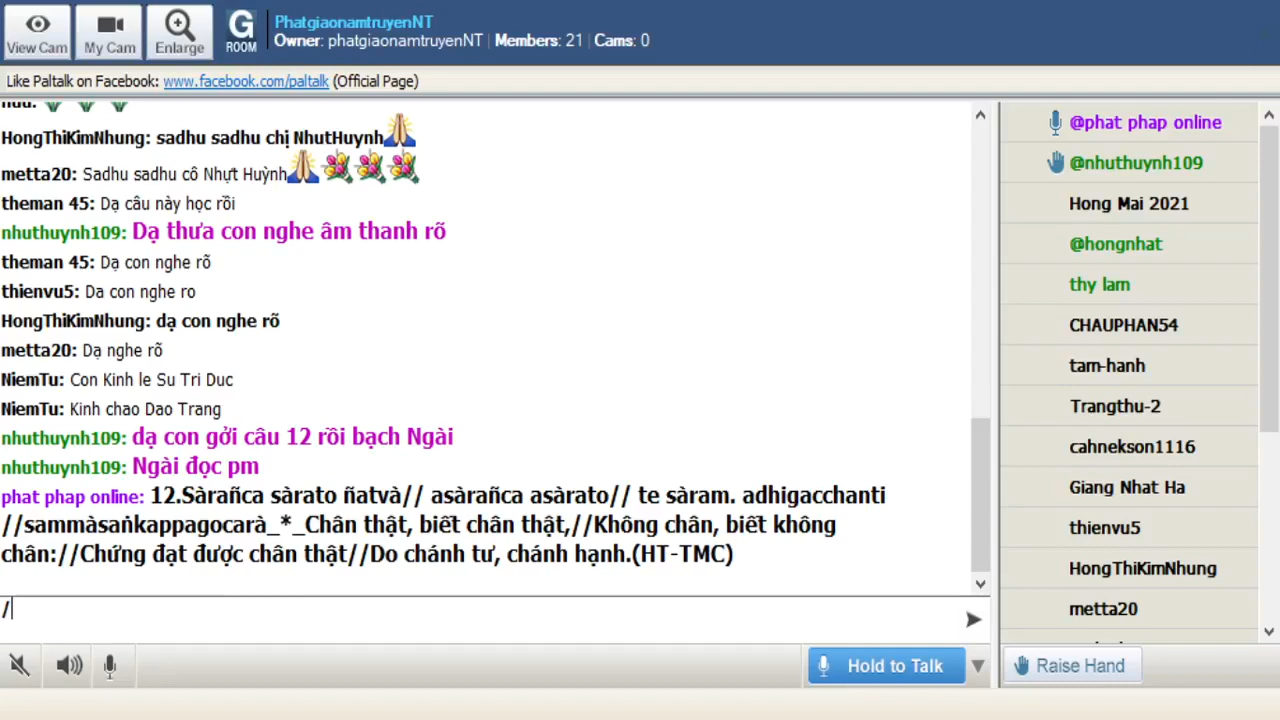 View Cam
My Cam
Enlarge
G
ROOM
PhatgiaonamtruyenNT
Owner: phatgiaonamtruyenNT | Members: 21 | Cams: 0
Like Paltalk on Facebook: www.facebook.com/paltalk (Official Page)
HongThiKimNhung: sadhu sadhu chị NhutHuynh
metta20: Sadhu sadhu cô Nhựt Huỳnh
theman 45: Dạ câu này học rồi
nhuthuynh109: Dạ thưa con nghe âm thanh rõ
theman 45: Dạ con nghe rõ
thienvu5: Da con nghe ro
HongThiKimNhung: dạ con nghe rõ
metta20: Dạ nghe rõ
NiemTu: Con Kinh le Su Tri Duc
NiemTu: Kinh chao Dao Trang
nhuthuynh109: dạ con gởi câu 12 rồi bạch Ngài
nhuthuynh109: Ngài đọc pm
phat phap online: 12.Sàrañca sàrato ñatvà// asàrañca asàrato// te sàram. adhigacchanti
//sammàsaṅkappagocarà_*_Chân thật, biết chân thật,//Không chân, biết không
chân://Chứng đạt được chân thật//Do chánh tư, chánh hạnh.(HT-TMC)
/
Hold to Talk
@phat phap online
@nhuthuynh109
Hong Mai 2021
@hongnhat
thy lam
CHAUPHAN54
tam-hanh
Trangthu-2
cahnekson1116
Giang Nhat Ha
thienvu5
HongThiKimNhung
metta20
Raise Hand